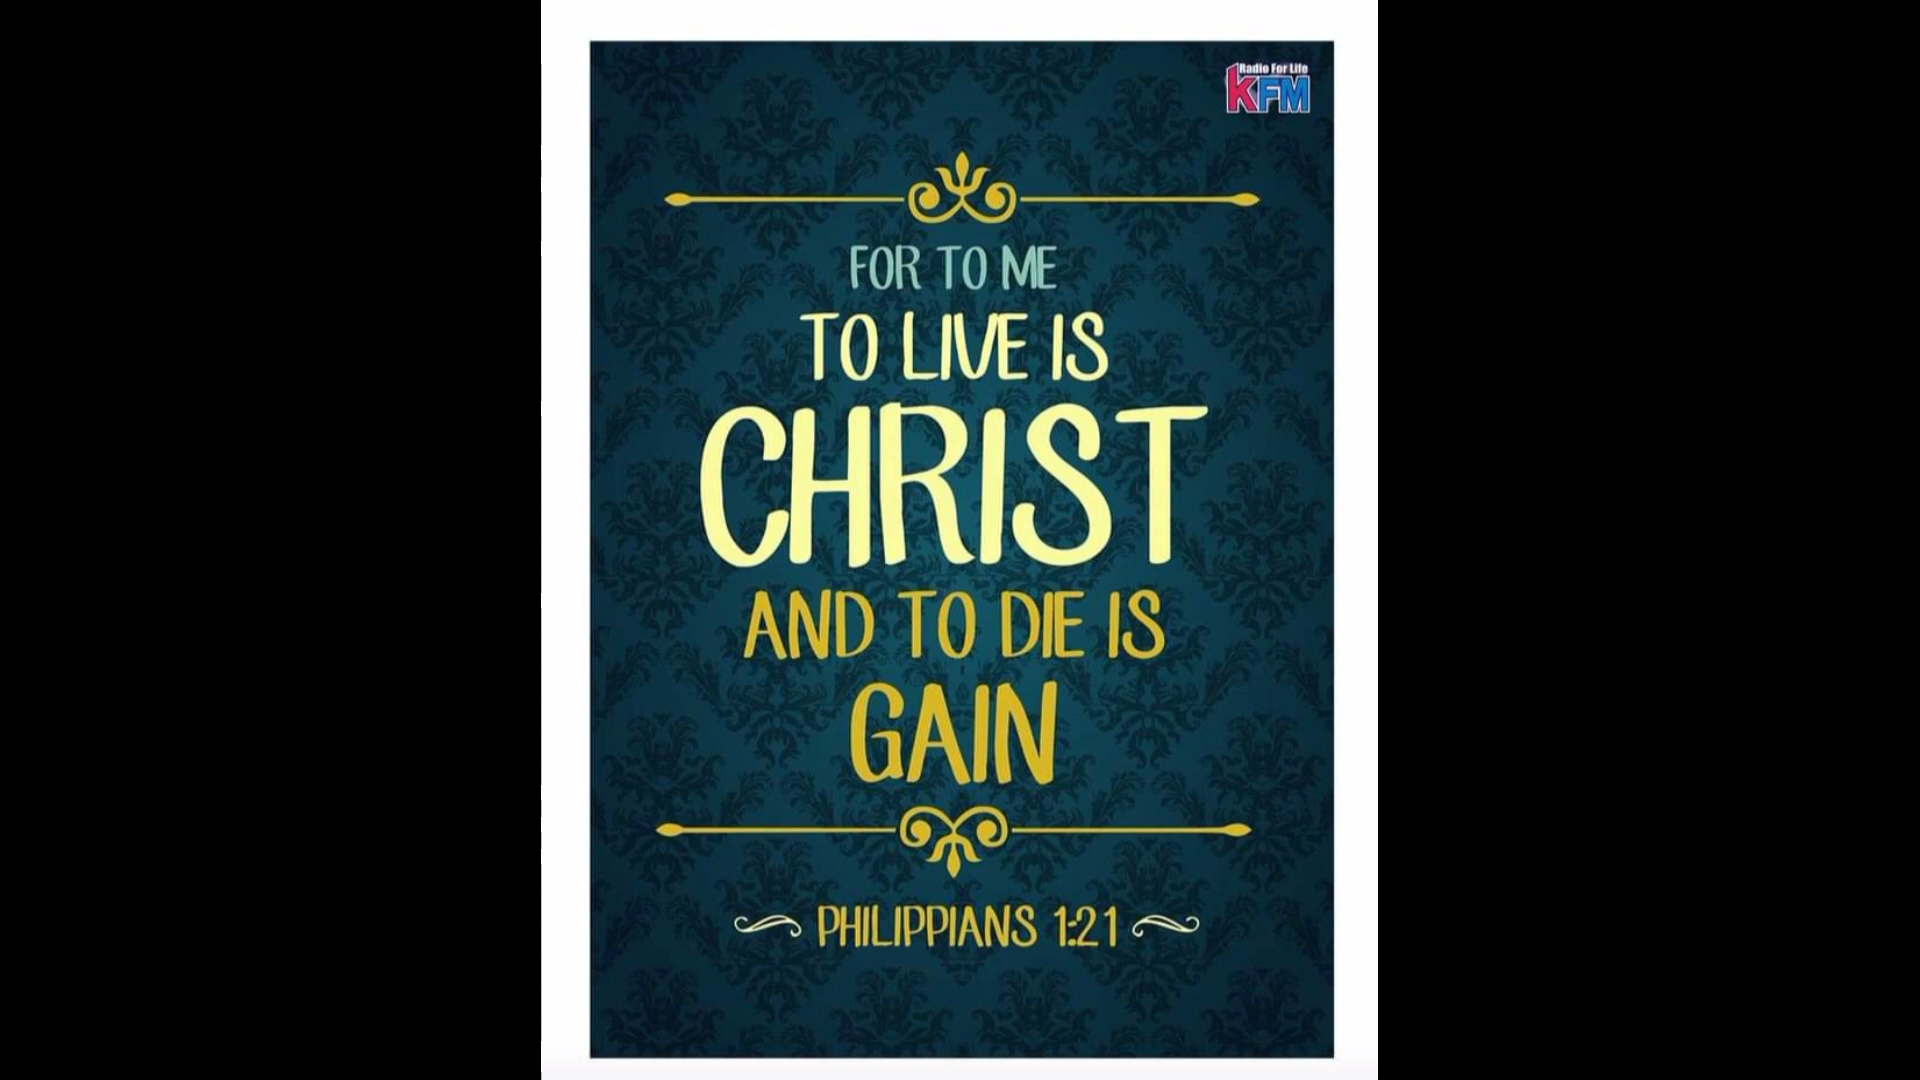 Radio For Life
KFM
FOR TO ME
TO LIVE IS
CHRIST
AND TO DIE IS
GAIN
PHILIPPIANS 1:21